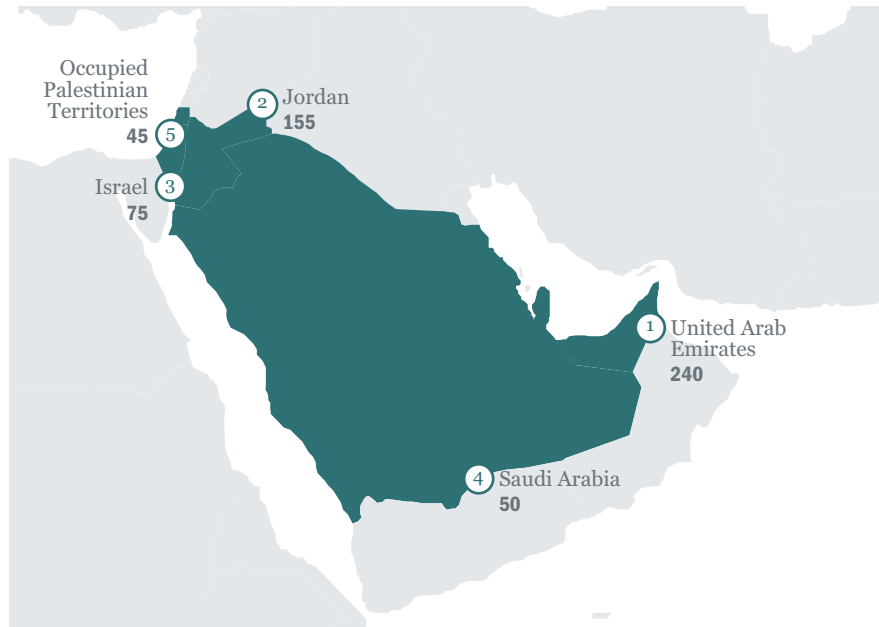 Occupied
Palestinian
Territories
45
5
2
Jordan
155
Israel
3
75
1
United Arab
Emirates
240
4
Saudi Arabia
50